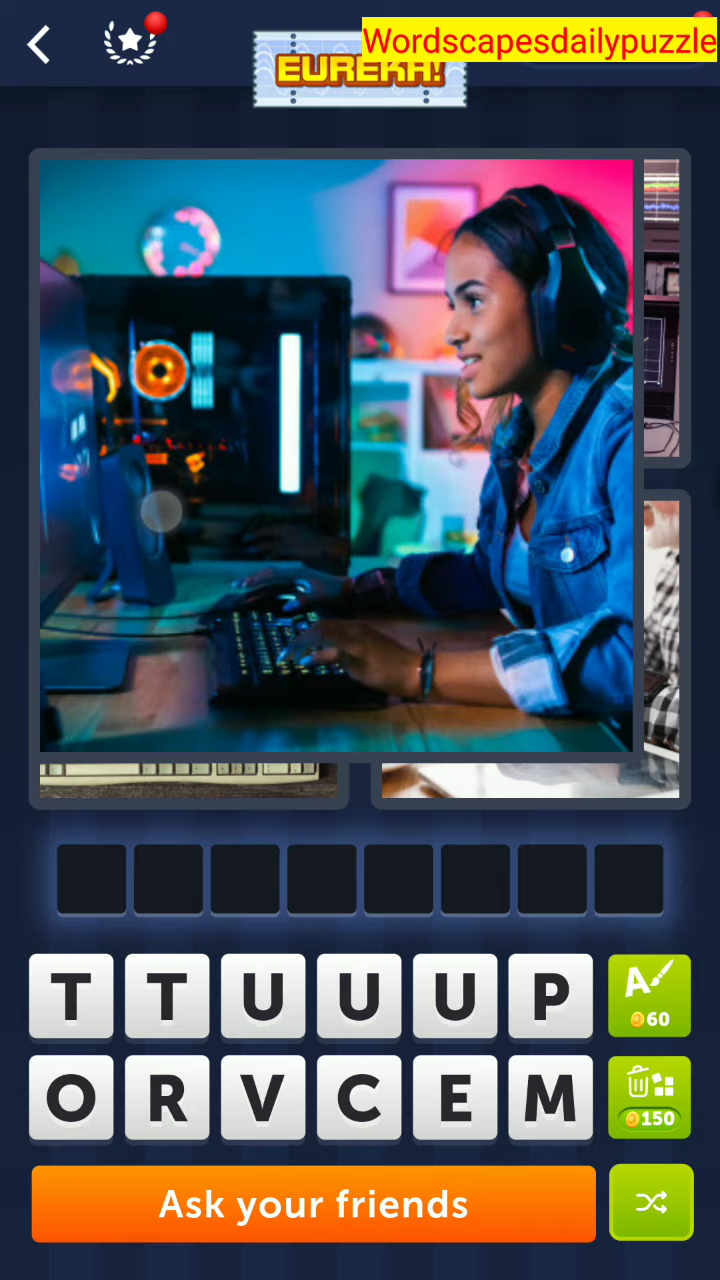 Wordscapesdailypuzzle
EUREKA!
T T U U U P
A
60
O R V C E M
150
Ask your friends